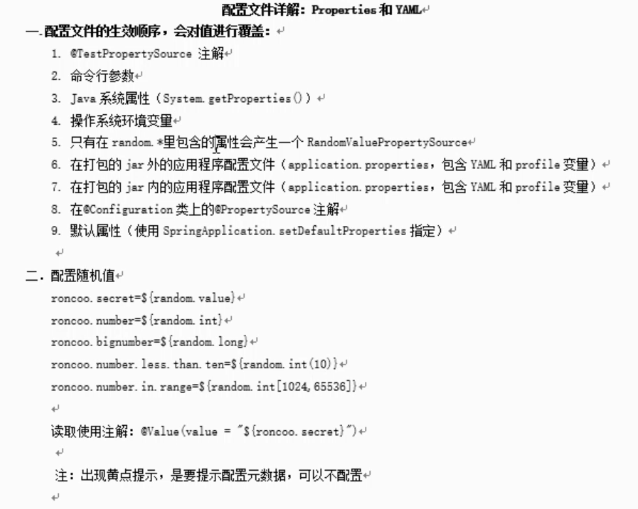 配置文件详解：Properties 和 YAML
一.配置文件的生效顺序，会对值进行覆盖：
1. @TestPropertySource 注解
2. 命令行参数
3. Java 系统属性（System.getProperties()）
4. 操作系统环境变量
5. 只有在 random.*里包含的属性会产生一个 RandomValuePropertySource
6. 在打包的 jar 外的应用程序配置文件（application.properties，包含 YAML 和 profile 变量）
7. 在打包的 jar 内的应用程序配置文件（application.properties，包含 YAML 和 profile 变量）
8. 在@Configuration 类上的@PropertySource 注解
9. 默认属性（使用 SpringApplication.setDefaultProperties 指定）
二．配置随机值
roncoo.secret=${random.value}
roncoo.number=${random.int}
roncoo.bignumber=${random.long}
roncoo.number.less.than.ten=${random.int(10)}
roncoo.number.in.range=${random.int[1024,65536]}
读取使用注解：@Value(value = "${roncoo.secret}")
注：出现黄点提示，是要提示配置元数据，可以不配置